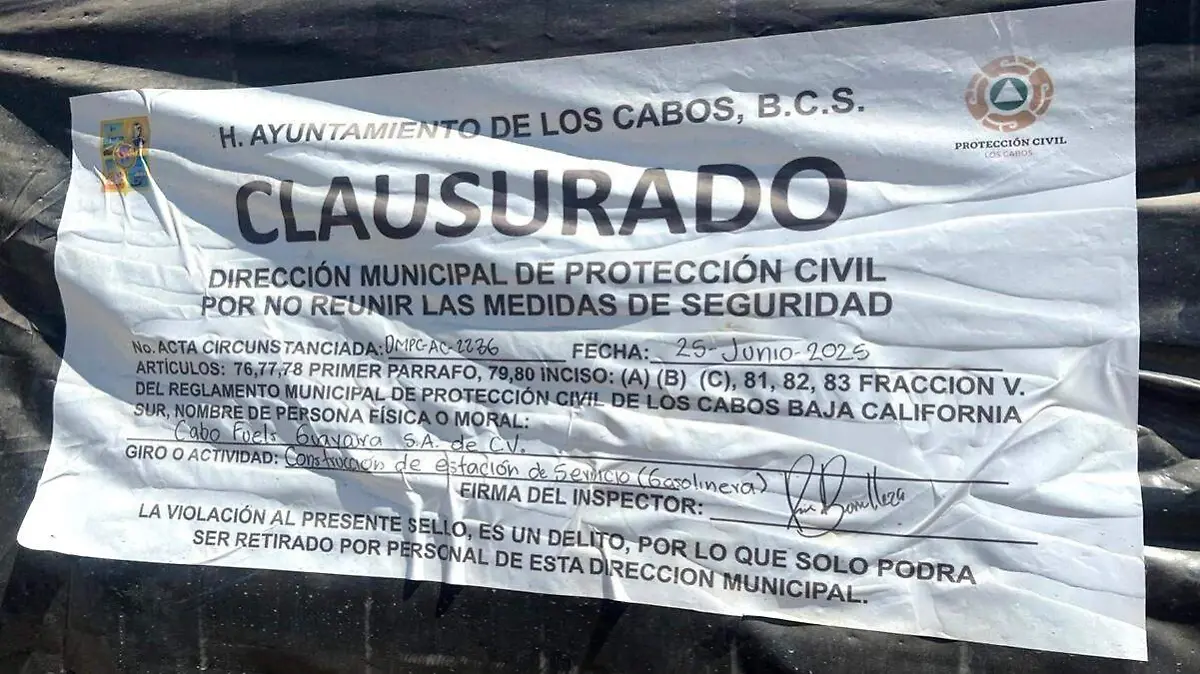 H. AYUNTAMIENTO DE LOS CABOS, B.C.S.
PROTECCIÓN CIVIL
LOS CABOS
CLAUSURADO
DIRECCIÓN MUNICIPAL DE PROTECCIÓN CIVIL
POR NO REUNIR LAS MEDIDAS DE SEGURIDAD
No. ACTA CIRCUNSTANCIADA: DMPC-AC-2236 FECHA: 25-Junio-2025
ARTÍCULOS: 76,77,78 PRIMER PARRAFO, 79,80 INCISO: (A) (B) (C), 81, 82, 83 FRACCION V.
DEL REGLAMENTO MUNICIPAL DE PROTECCIÓN CIVIL DE LOS CABOS BAJA CALIFORNIA
SUR, NOMBRE DE PERSONA FÍSICA O MORAL:
Cabo Fuels S.A. de C.V.
GIRO O ACTIVIDAD: Construcción de estación de Servicio (Gasolinera)
FIRMA DEL INSPECTOR:
LA VIOLACIÓN AL PRESENTE SELLO, ES UN DELITO, POR LO QUE SOLO PODRA
SER RETIRADO POR PERSONAL DE ESTA DIRECCION MUNICIPAL.